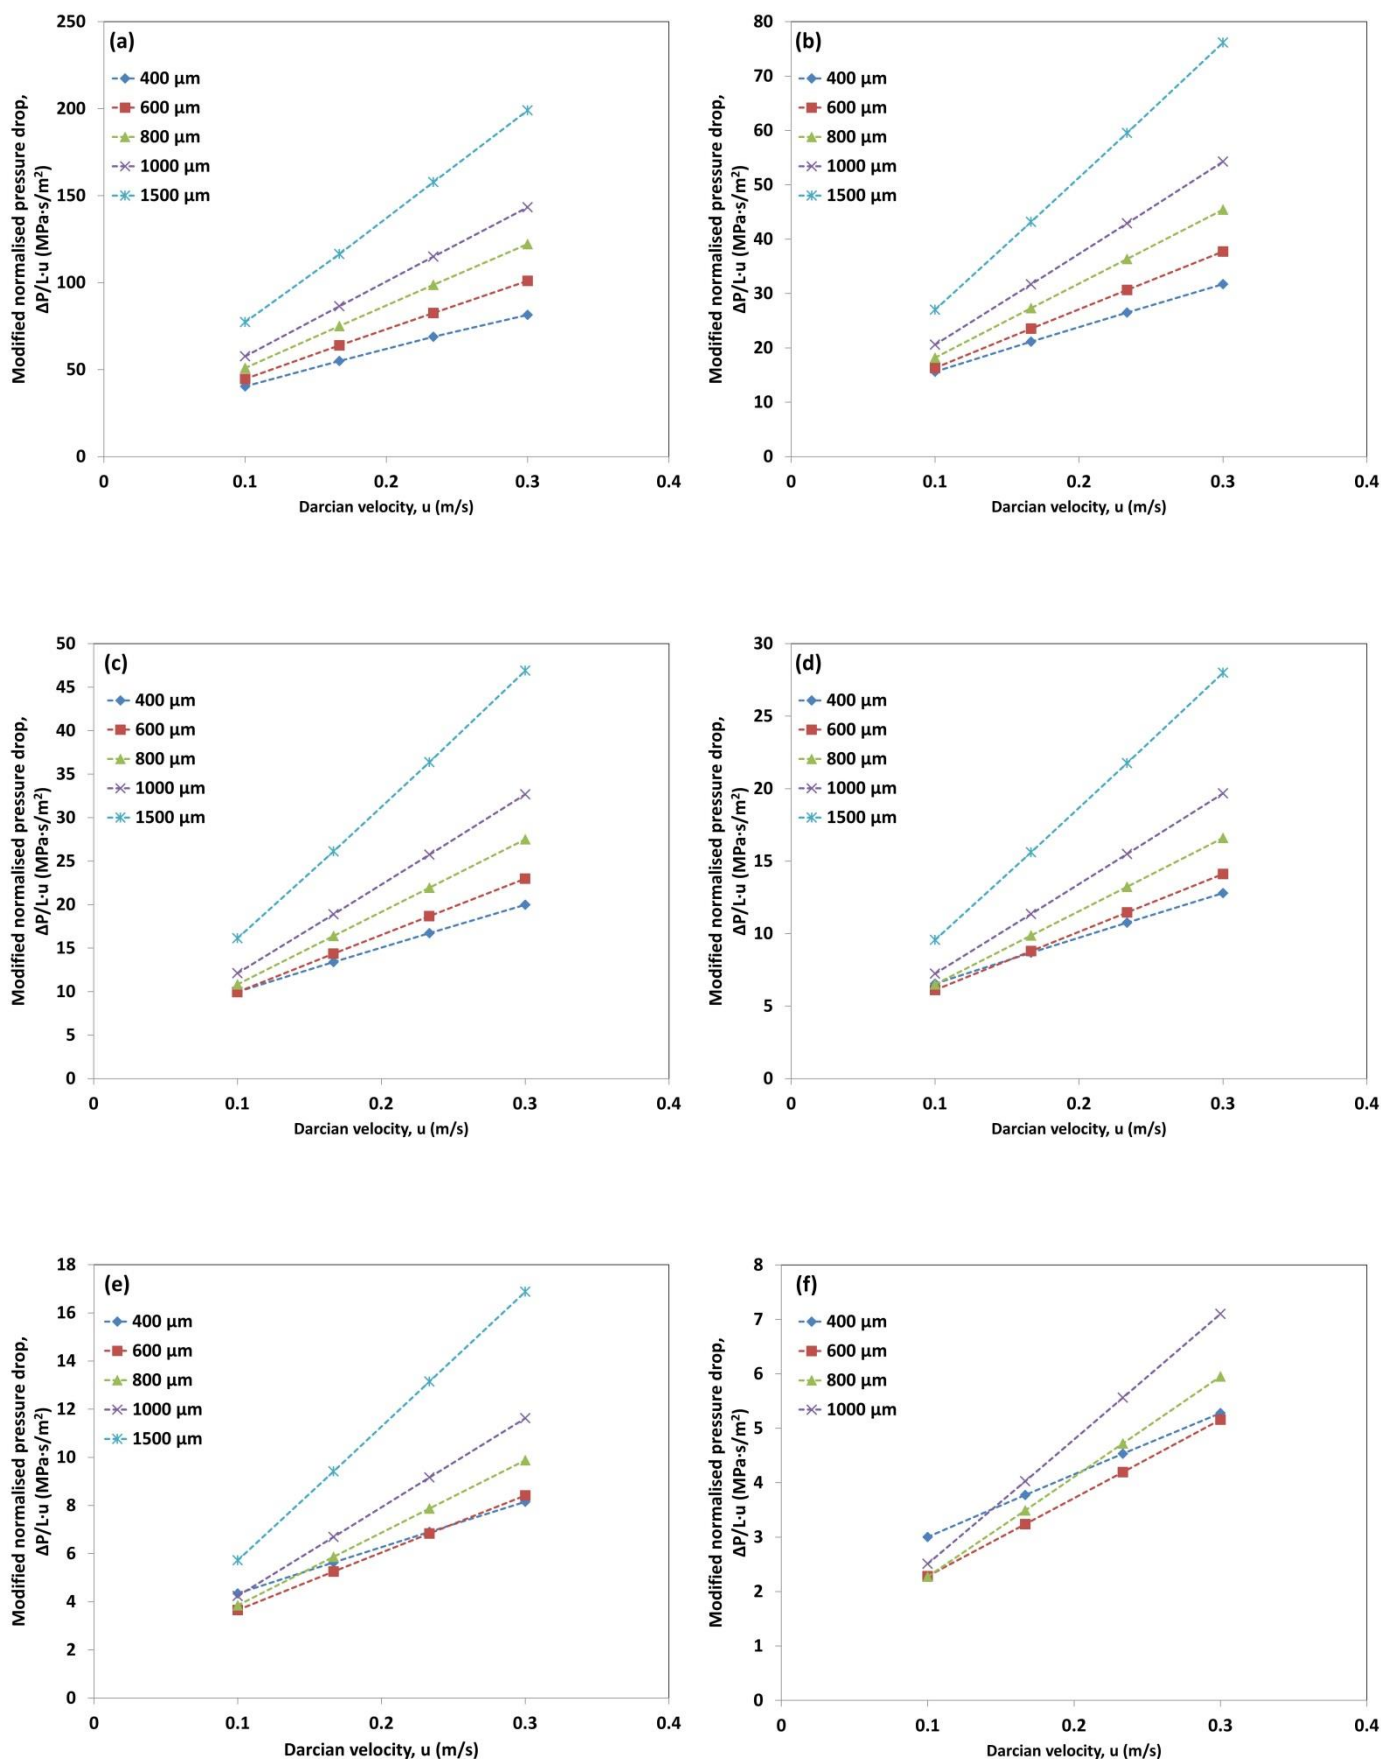 (a)
Modified normalised pressure drop,
ΔP/L·u (MPa·s/m²)
250
200
150
100
50
0
400 µm
600 µm
800 µm
1000 µm
1500 µm
0 0.1 0.2 0.3 0.4
Darcian velocity, u (m/s)
(b)
Modified normalised pressure drop,
ΔP/L·u (MPa·s/m²)
80
70
60
50
40
30
20
10
0
400 µm
600 µm
800 µm
1000 µm
1500 µm
0 0.1 0.2 0.3 0.4
Darcian velocity, u (m/s)
(c)
Modified normalised pressure drop,
ΔP/L·u (MPa·s/m²)
50
45
40
35
30
25
20
15
10
5
0
400 µm
600 µm
800 µm
1000 µm
1500 µm
0 0.1 0.2 0.3 0.4
Darcian velocity, u (m/s)
(d)
Modified normalised pressure drop,
ΔP/L·u (MPa·s/m²)
30
25
20
15
10
5
0
400 µm
600 µm
800 µm
1000 µm
1500 µm
0 0.1 0.2 0.3 0.4
Darcian velocity, u (m/s)
(e)
Modified normalised pressure drop,
ΔP/L·u (MPa·s/m²)
18
16
14
12
10
8
6
4
2
0
400 µm
600 µm
800 µm
1000 µm
1500 µm
0 0.1 0.2 0.3 0.4
Darcian velocity, u (m/s)
(f)
Modified normalised pressure drop,
ΔP/L·u (MPa·s/m²)
8
7
6
5
4
3
2
1
0
400 µm
600 µm
800 µm
1000 µm
0 0.1 0.2 0.3 0.4
Darcian velocity, u (m/s)